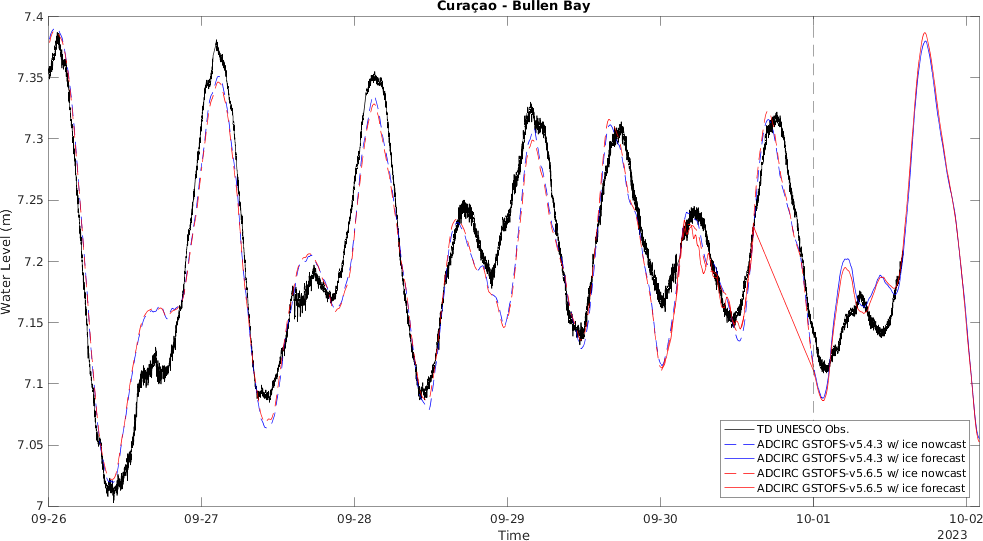 Curaçao - Bullen Bay
7.4
7.35
7.3
7.25
7.2
7.15
7.1
7.05
7
Water Level (m)
09-26
09-27
09-28
09-29
09-30
10-01
10-02
Time
2023
TD UNESCO Obs.
ADCIRC GSTOFS-v5.4.3 w/ ice nowcast
ADCIRC GSTOFS-v5.4.3 w/ ice forecast
ADCIRC GSTOFS-v5.6.5 w/ ice nowcast
ADCIRC GSTOFS-v5.6.5 w/ ice forecast